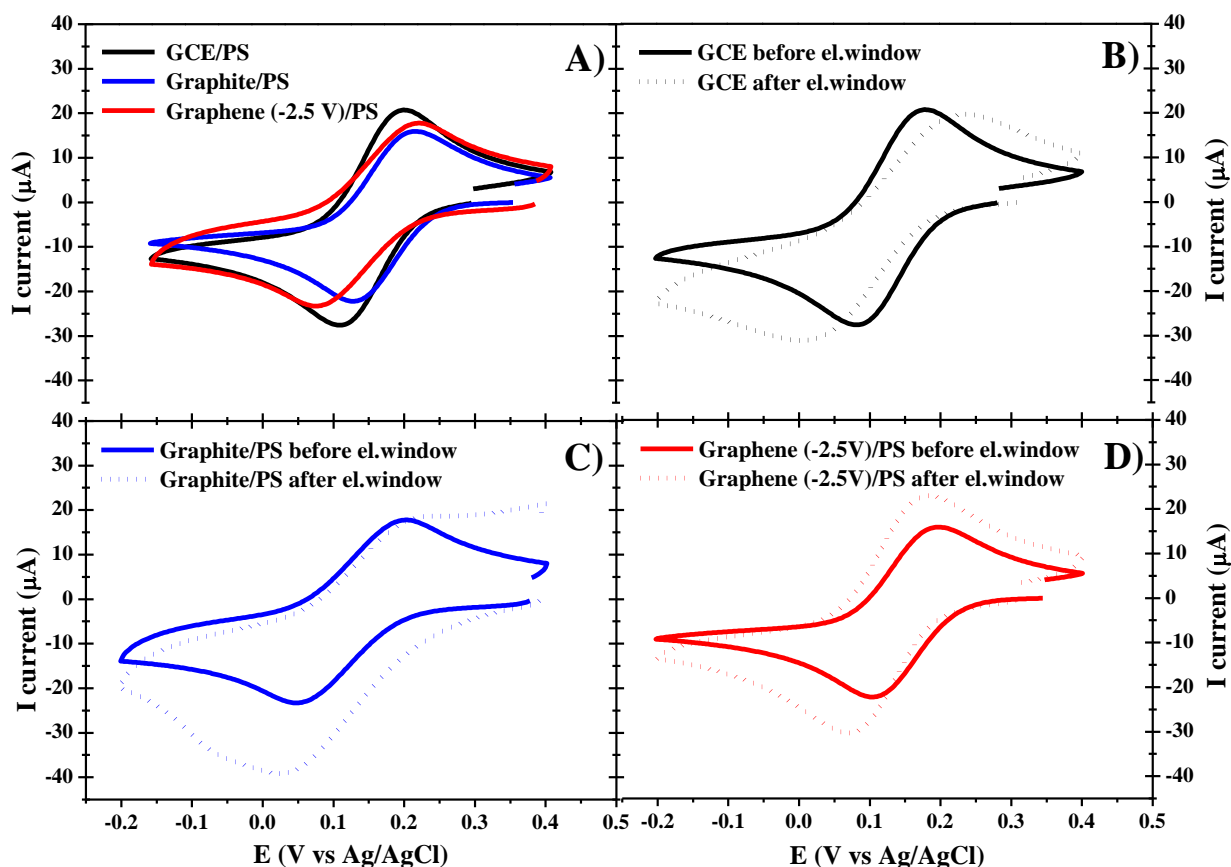 40
30
20
10
0
-10
-20
-30
-40
I current (µA)
GCE/PS
Graphite/PS
Graphene (-2.5 V)/PS
A)
GCE before el.window
GCE after el.window
B)
40
30
20
10
0
-10
-20
-30
-40
I current (µA)
40
30
20
10
0
-10
-20
-30
-40
I current (µA)
Graphite/PS before el.window
Graphite/PS after el.window
C)
Graphene (-2.5V)/PS before el.window
Graphene (-2.5V)/PS after el.window
D)
40
30
20
10
0
-10
-20
-30
-40
I current (µA)
-0.2 -0.1 0.0 0.1 0.2 0.3 0.4 0.5
E (V vs Ag/AgCl)
-0.2 -0.1 0.0 0.1 0.2 0.3 0.4 0.5
E (V vs Ag/AgCl)